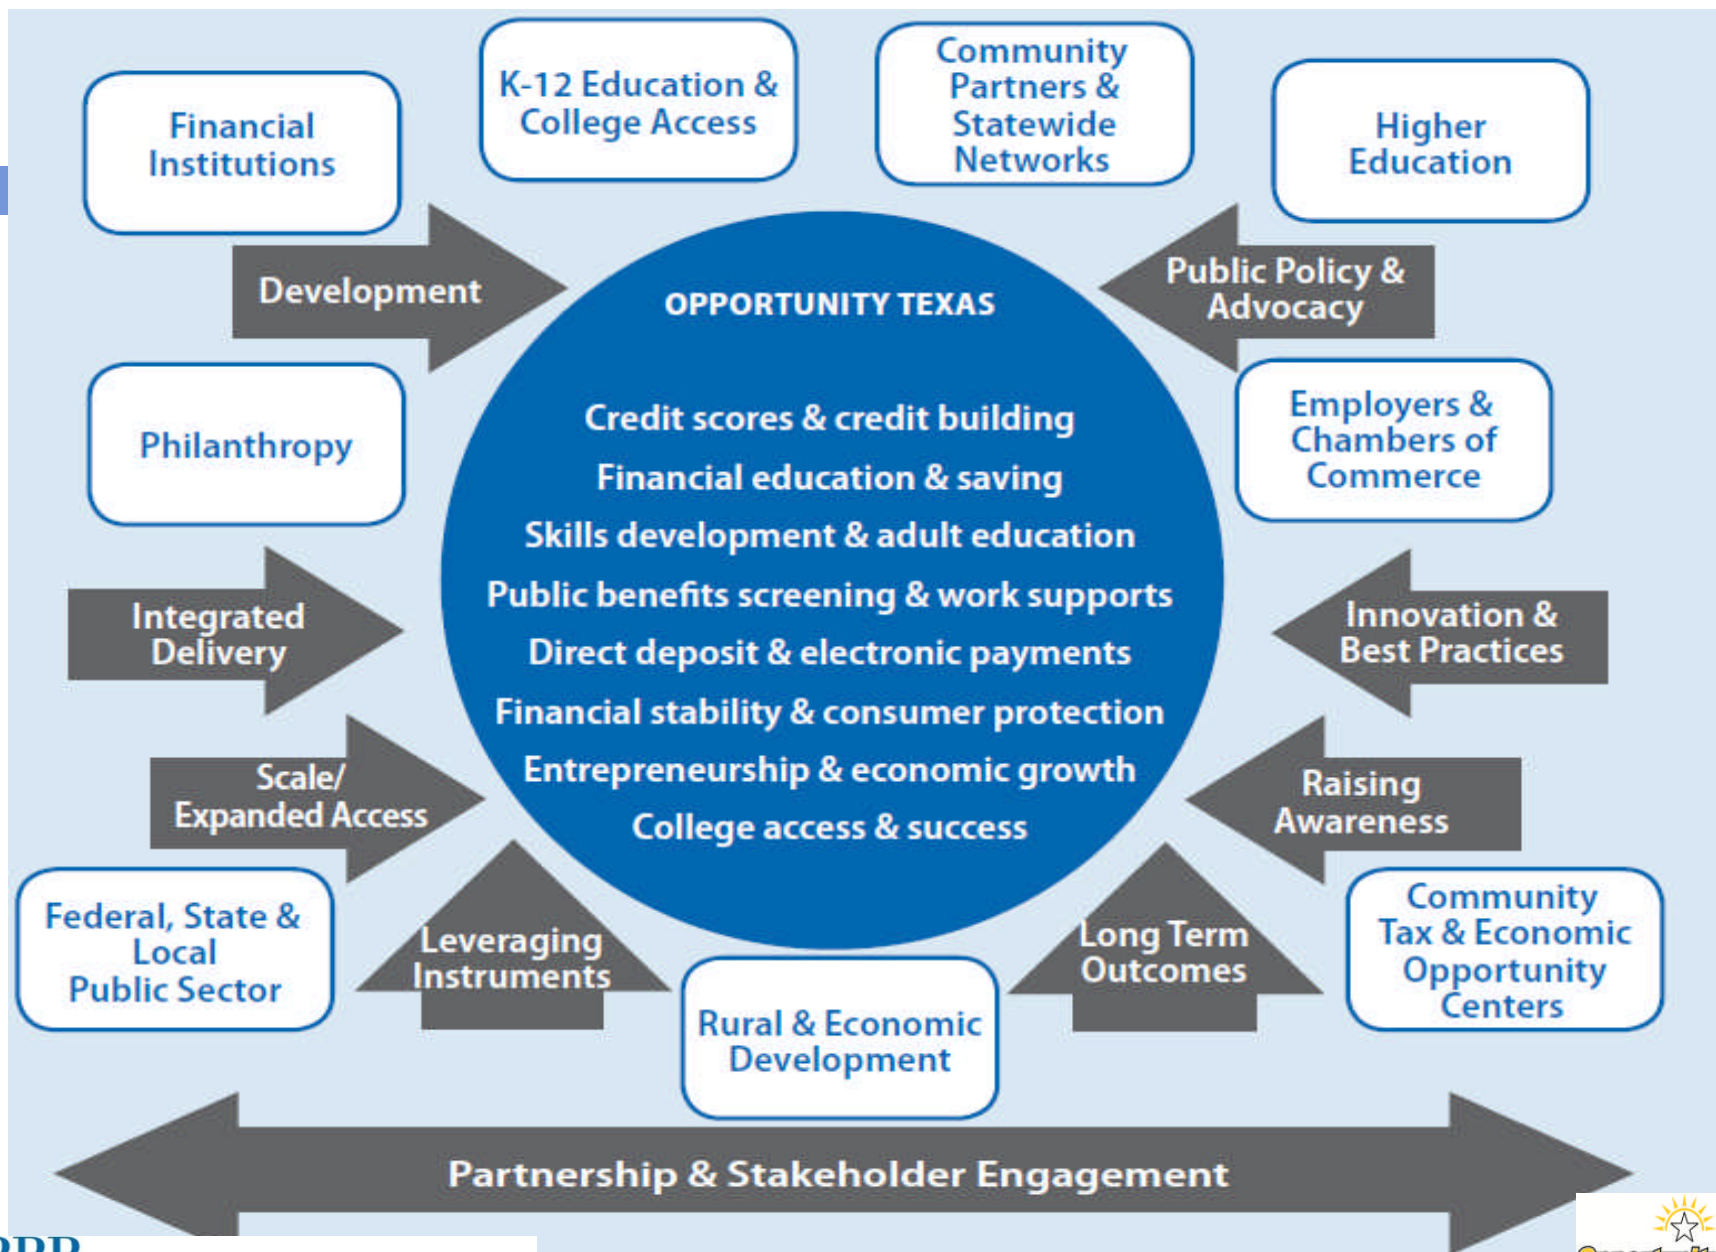 K-12 Education &
College Access
Community
Partners &
Statewide
Networks
Financial
Institutions
Higher
Education
Development
Public Policy &
Advocacy
OPPORTUNITY TEXAS
Philanthropy
Employers &
Chambers of
Commerce
Credit scores & credit building
Financial education & saving
Skills development & adult education
Public benefits screening & work supports
Direct deposit & electronic payments
Financial stability & consumer protection
Entrepreneurship & economic growth
College access & success
Integrated
Delivery
Innovation &
Best Practices
Scale/
Expanded Access
Raising
Awareness
Federal, State &
Local
Public Sector
Leveraging
Instruments
Long Term
Outcomes
Community
Tax & Economic
Opportunity
Centers
Rural & Economic
Development
Partnership & Stakeholder Engagement